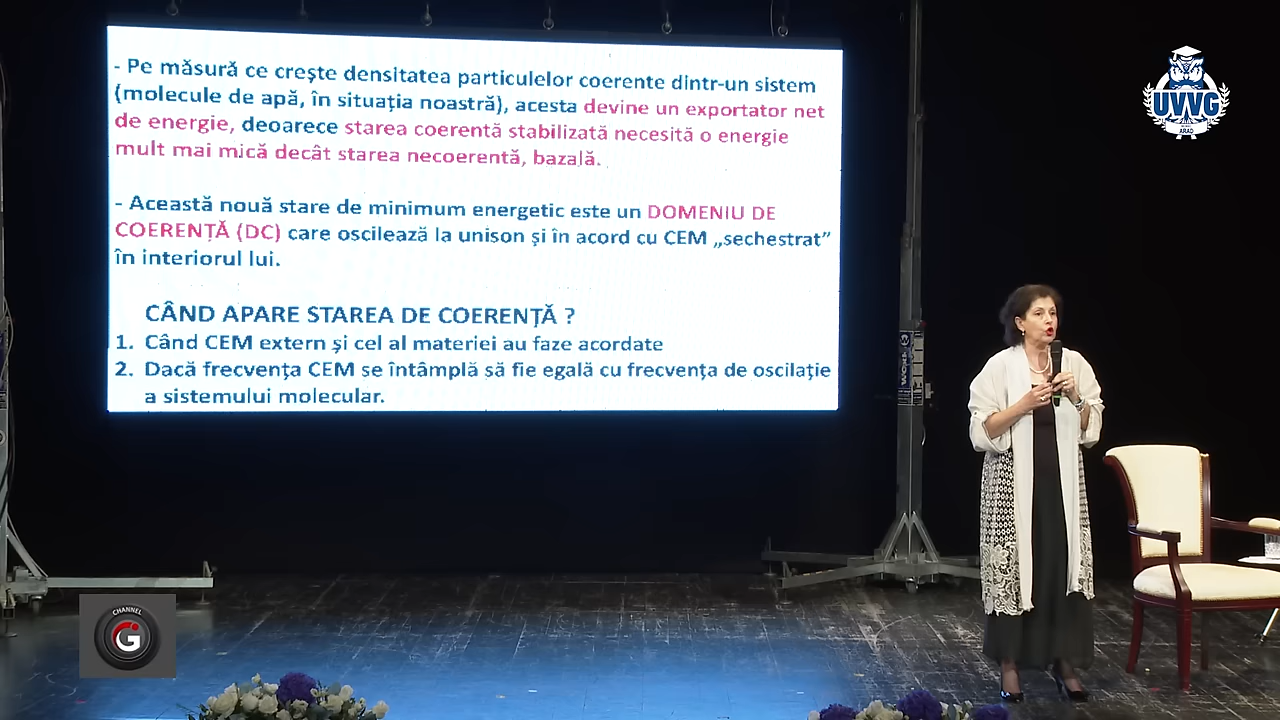 - Pe măsură ce crește densitatea particulelor coerente dintr-un sistem
(molecule de apă, în situația noastră), acesta devine un exportator net
de energie, deoarece starea coerentă stabilizată necesită o energie
mult mai mică decât starea necoerentă, bazală.
- Această nouă stare de minimum energetic este un DOMENIU DE
COERENȚĂ (DC) care oscilează la unison și în acord cu CEM „sechestrat”
în interiorul lui.
CÂND APARE STAREA DE COERENȚĂ ?
1. Când CEM extern și cel al materiei au faze acordate
2. Dacă frecvența CEM se întâmplă să fie egală cu frecvența de oscilație
a sistemului molecular.
UVVG
ARAD
Work
CHANNEL
G